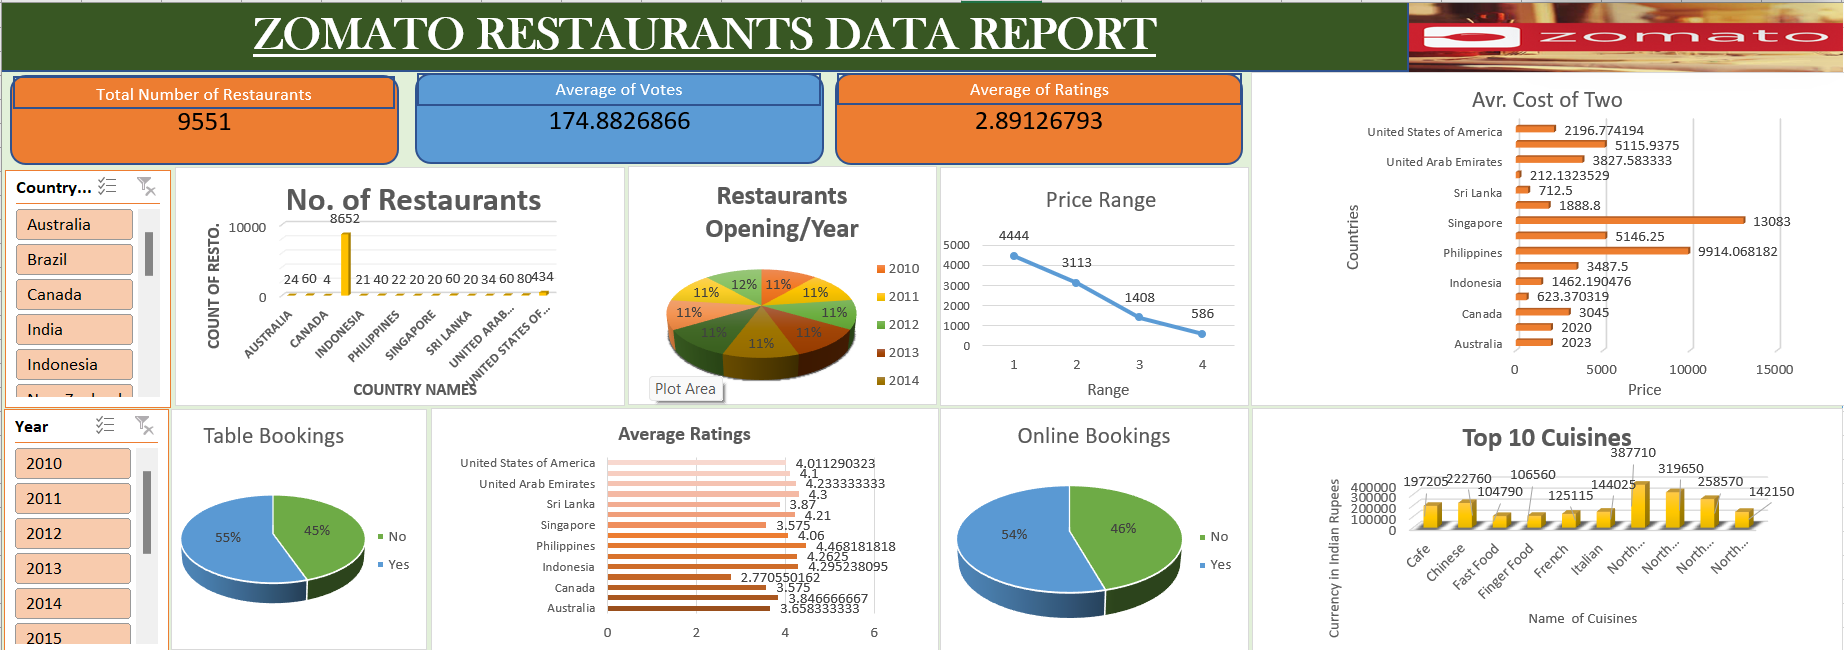 ZOMATO RESTAURANTS DATA REPORT
zomato
Total Number of Restaurants
9551
Average of Votes
174.8826866
Average of Ratings
2.89126793
Country...
Australia
Brazil
Canada
India
Indonesia
No. of Restaurants
COUNT OF RESTO.
10000
0
24 60 4 8652 21 40 22 20 20 60 20 34 60 80 434
AUSTRALIA
CANADA
INDONESIA
PHILIPPINES
SINGAPORE
SRI LANKA
UNITED ARAB...
UNITED STATES OF...
COUNTRY NAMES
Restaurants
Opening/Year
12% 11%
11% 11%
11% 11%
11% 11%
11%
2010
2011
2012
2013
2014
Plot Area
Price Range
5000
4000
3000
2000
1000
0
4444
3113
1408
586
1 2 3 4
Range
Avr. Cost of Two
Countries
United States of America 2196.774194
5115.9375
United Arab Emirates 3827.583333
212.1323529
Sri Lanka 712.5
1888.8
Singapore 13083
5146.25
Philippines 9914.068182
3487.5
Indonesia 1462.190476
623.370319
Canada 3045
2020
Australia 2023
0 5000 10000 15000
Price
Year
2010
2011
2012
2013
2014
2015
Table Bookings
55% 45%
No
Yes
Average Ratings
United States of America 4.011290323
4.1
United Arab Emirates 4.233333333
4.3
Sri Lanka 3.87
4.21
Singapore 3.575
4.06
Philippines 4.468181818
4.2625
Indonesia 4.295238095
2.770550162
Canada 3.575
3.846666667
Australia 3.658333333
0 2 4 6
Online Bookings
54% 46%
No
Yes
Top 10 Cuisines
Currency in Indian Rupees
400000
300000
200000
100000
0
197205 222760 104790 106560 125115 144025 387710 319650 258570 142150
Cafe
Chinese
Fast Food
Finger Food
French
Italian
North...
North...
North...
North...
Name of Cuisines